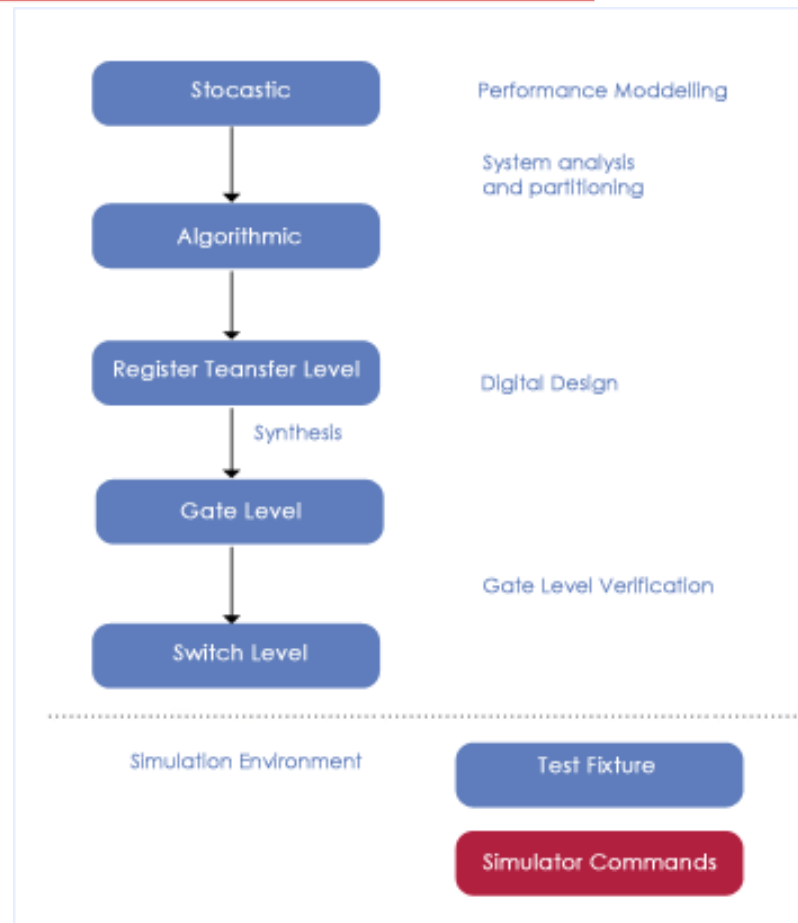 Stocastic
Performance Moddelling
System analysis
and partitioning
Algorithmic
Register Teansfer Level
Digital Design
Synthesis
Gate Level
Gate Level Verification
Switch Level
Simulation Environment
Test Fixture
Simulator Commands